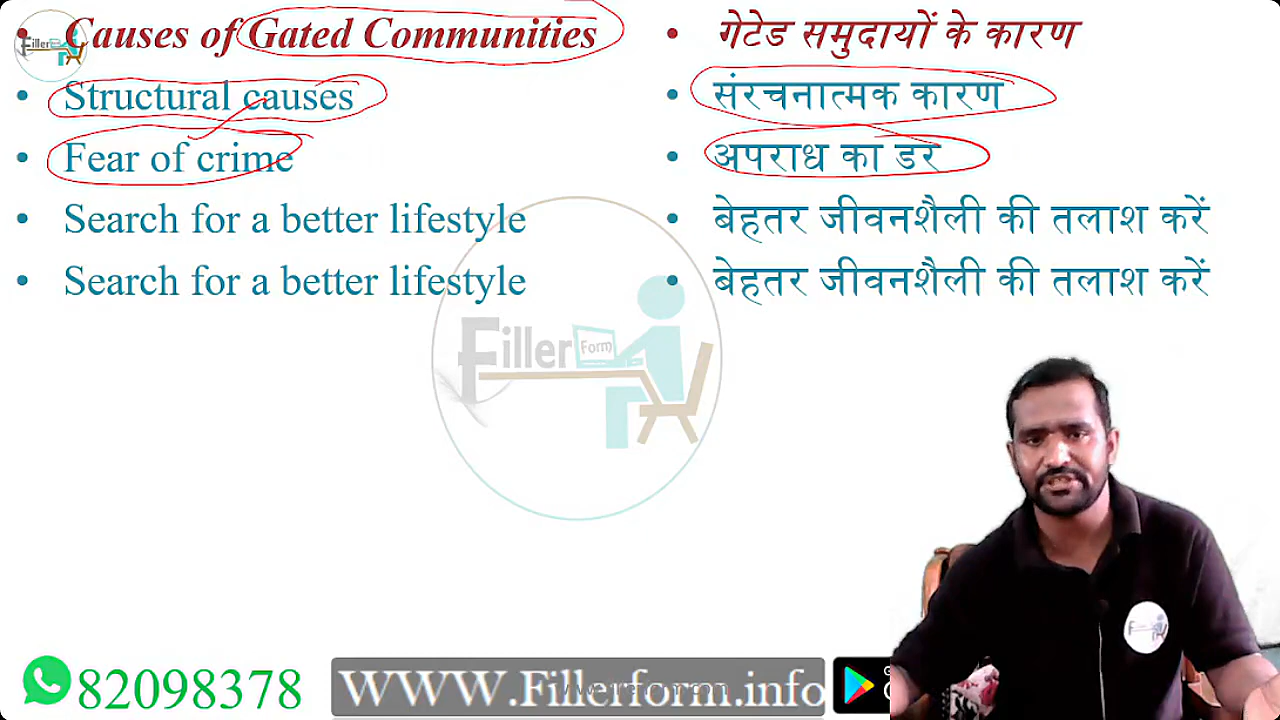 • Causes of Gated Communities
• Structural causes
• Fear of crime
• Search for a better lifestyle
• Search for a better lifestyle
• गेटेड समुदायों के कारण
• संरचनात्मक कारण
• अपराध का डर
• बेहतर जीवनशैली की तलाश करें
• बेहतर जीवनशैली की तलाश करें
Filler Form
82098378
WWW.Fillerform.info